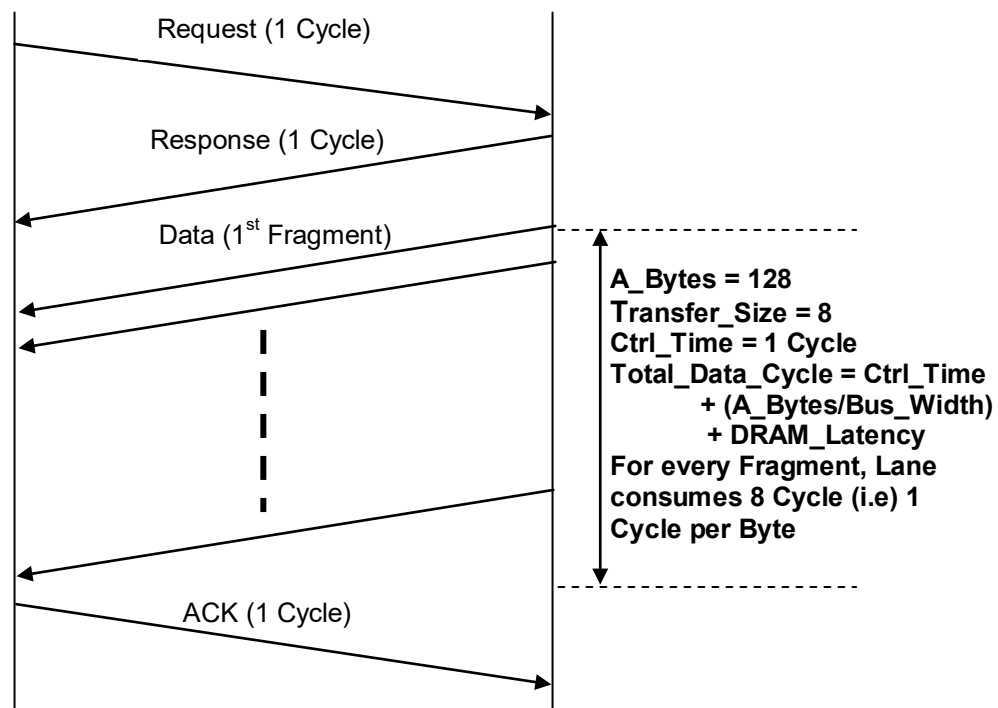 Request (1 Cycle)
Response (1 Cycle)
Data (1st Fragment)
A_Bytes = 128
Transfer_Size = 8
Ctrl_Time = 1 Cycle
Total_Data_Cycle = Ctrl_Time
+ (A_Bytes/Bus_Width)
+ DRAM_Latency
For every Fragment, Lane
consumes 8 Cycle (i.e) 1
Cycle per Byte
ACK (1 Cycle)